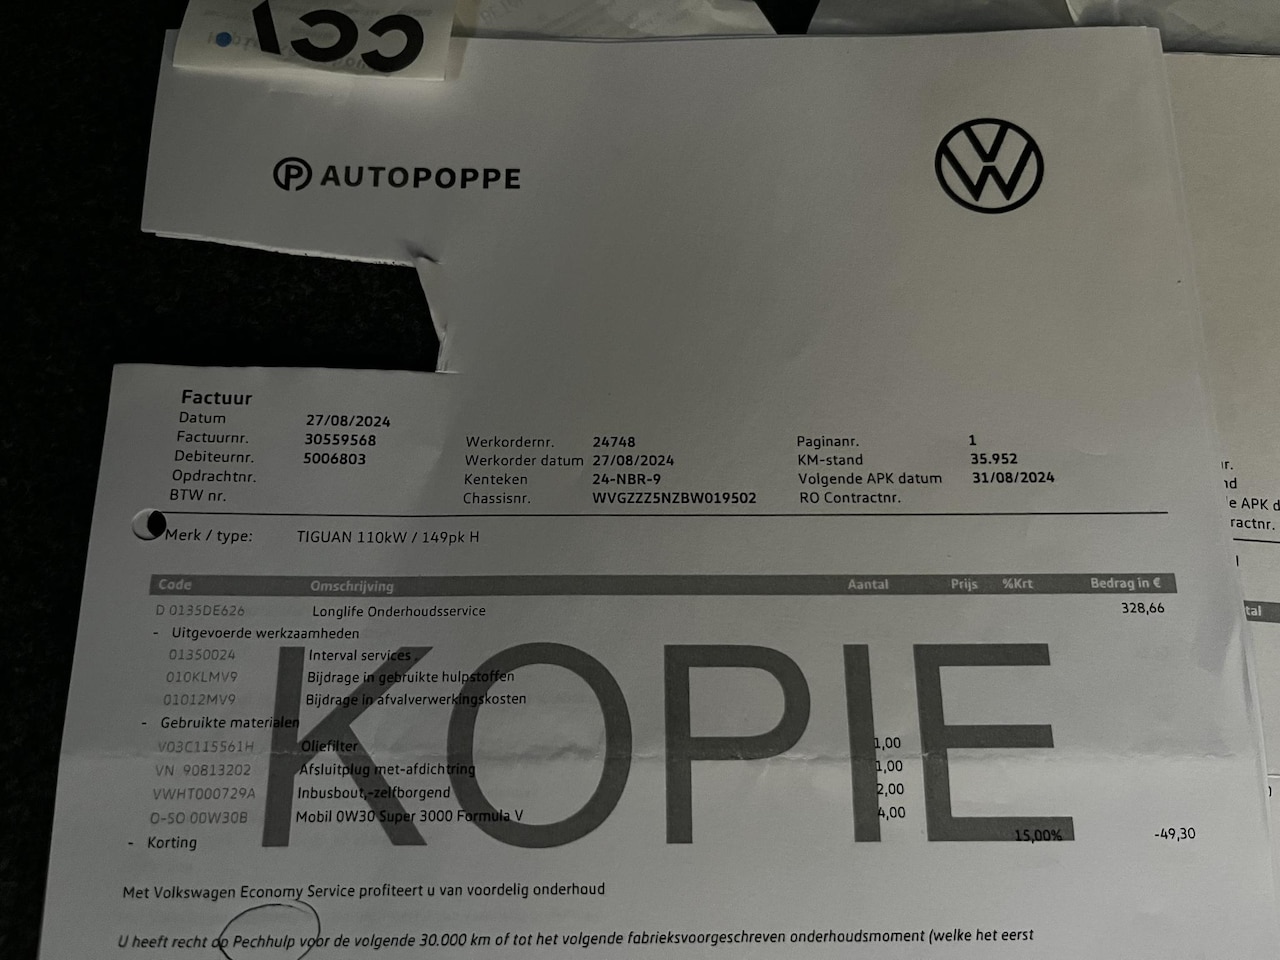 AUTOPOPPE
Factuur
Datum 27/08/2024
Factuurnr. 30559568
Debiteurnr. 5006803
Opdrachtnr.
BTW nr.
Werkordernr. 24748
Werkorder datum 27/08/2024
Kenteken 24-NBR-9
Chassisnr. WVGZZZ5NZBW019502
Paginanr. 1
KM-stand 35.952
Volgende APK datum 31/08/2024
RO Contractnr.
Merk / type: TIGUAN 110kW / 149pk H
Code Omschrijving Aantal Prijs %Krt Bedrag in €
D 0135DE626 Longlife Onderhoudsservice 328,66
- Uitgevoerde werkzaamheden
01350024 Interval services
010KLMV9 Bijdrage in gebruikte hulpstoffen
01012MV9 Bijdrage in afvalverwerkingskosten
- Gebruikte materialen
V03C115561H Oliefilter 1,00
VN 90813202 Afsluitplug met-afdichtring 1,00
VWHT000729A Inbusbout,-zelfborgend 2,00
O-SO 00W30B Mobil 0W30 Super 3000 Formula V 4,00
- Korting 15,00% -49,30
KOPIE
Met Volkswagen Economy Service profiteert u van voordelig onderhoud
U heeft recht op Pechhulp voor de volgende 30.000 km of tot het volgende fabrieksvoorgeschreven onderhoudsmoment (welke het eerst